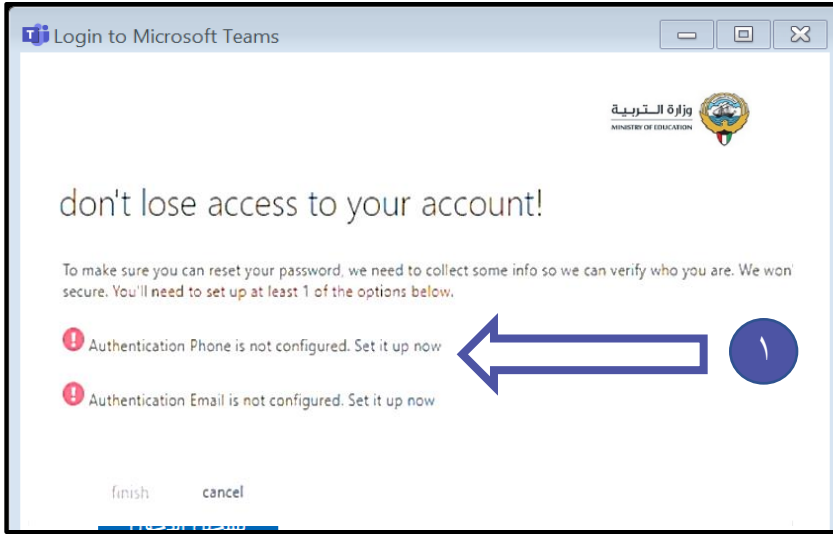 Login to Microsoft Teams
وزارة الـتربيـة
MINISTRY OF EDUCATION
don't lose access to your account!
To make sure you can reset your password, we need to collect some info so we can verify who you are. We won'
secure. You'll need to set up at least 1 of the options below.
Authentication Phone is not configured. Set it up now
١
Authentication Email is not configured. Set it up now
finish cancel